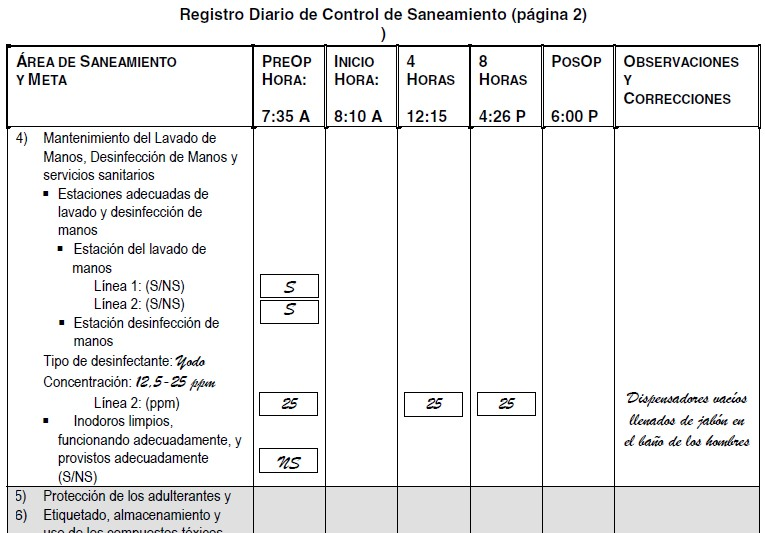 Registro Diario de Control de Saneamiento (página 2)
)
ÁREA DE SANEAMIENTO
Y META
PREOP
HORA:
7:35 A
INICIO
HORA:
8:10 A
4
HORAS
12:15
8
HORAS
4:26 P
POSOP
6:00 P
OBSERVACIONES
Y
CORRECCIONES
4) Mantenimiento del Lavado de
Manos, Desinfección de Manos y
servicios sanitarios
▪ Estaciones adecuadas de
lavado y desinfección de
manos
▪ Estación del lavado de
manos
Línea 1: (S/NS) S
Línea 2: (S/NS) S
▪ Estación desinfección de
manos
Tipo de desinfectante: Yodo
Concentración: 12.5-25 ppm
Línea 2: (ppm) 25 25 25
▪ Inodoros limpios,
funcionando adecuadamente, y
provistos adecuadamente
(S/NS) NS
Dispensadores vacíos
llenados de jabón en
el baño de los hombres
5) Protección de los adulterantes y
6) Etiquetado, almacenamiento y
uso de los compuestos tóxicos